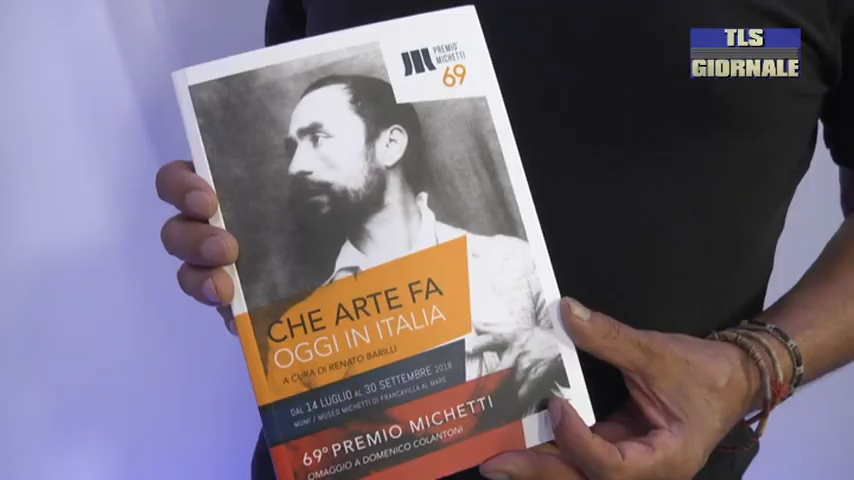 TLS
GIORNALE
PREMIO
MICHETTI
69
CHE ARTE FA
OGGI IN ITALIA
A CURA DI RENATO BARILLI
DAL 14 LUGLIO AL 30 SETTEMBRE 2018
MUMI / MUSEO MICHETTI DI FRANCAVILLA AL MARE
69° PREMIO MICHETTI
OMAGGIO A DOMENICO COLANTONI